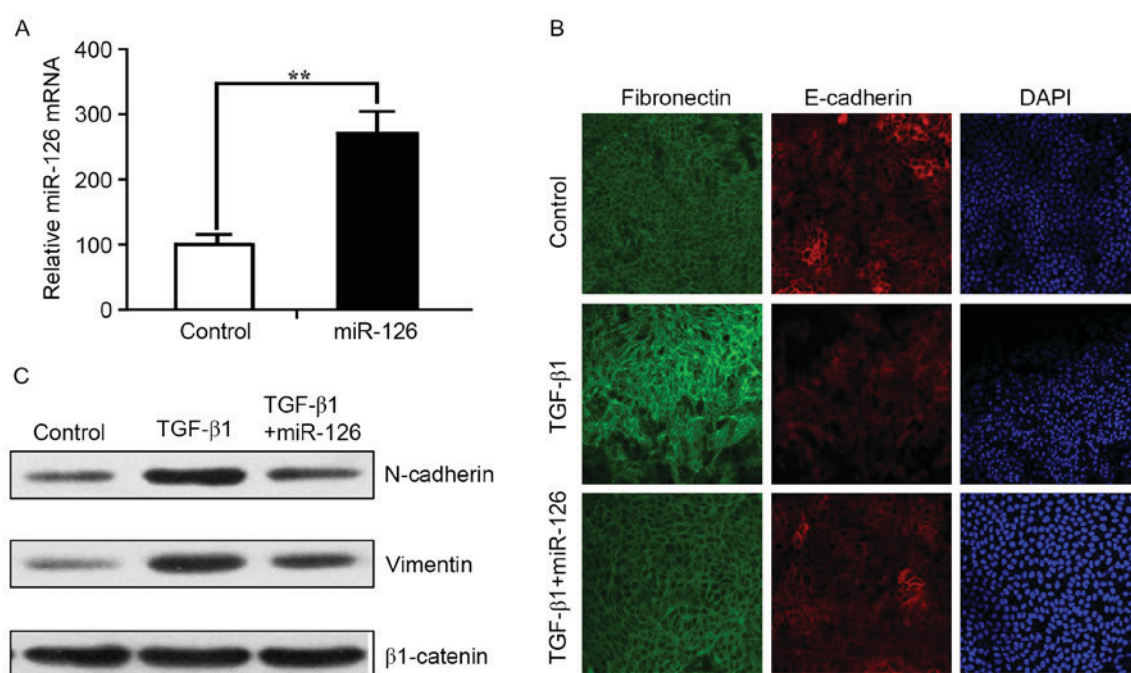 A
Relative miR-126 mRNA
400
300
200
100
0
**
Control
miR-126
B
Fibronectin
E-cadherin
DAPI
Control
TGF-β1
TGF-β1+miR-126
C
Control
TGF-β1
TGF-β1
+miR-126
N-cadherin
Vimentin
β1-catenin